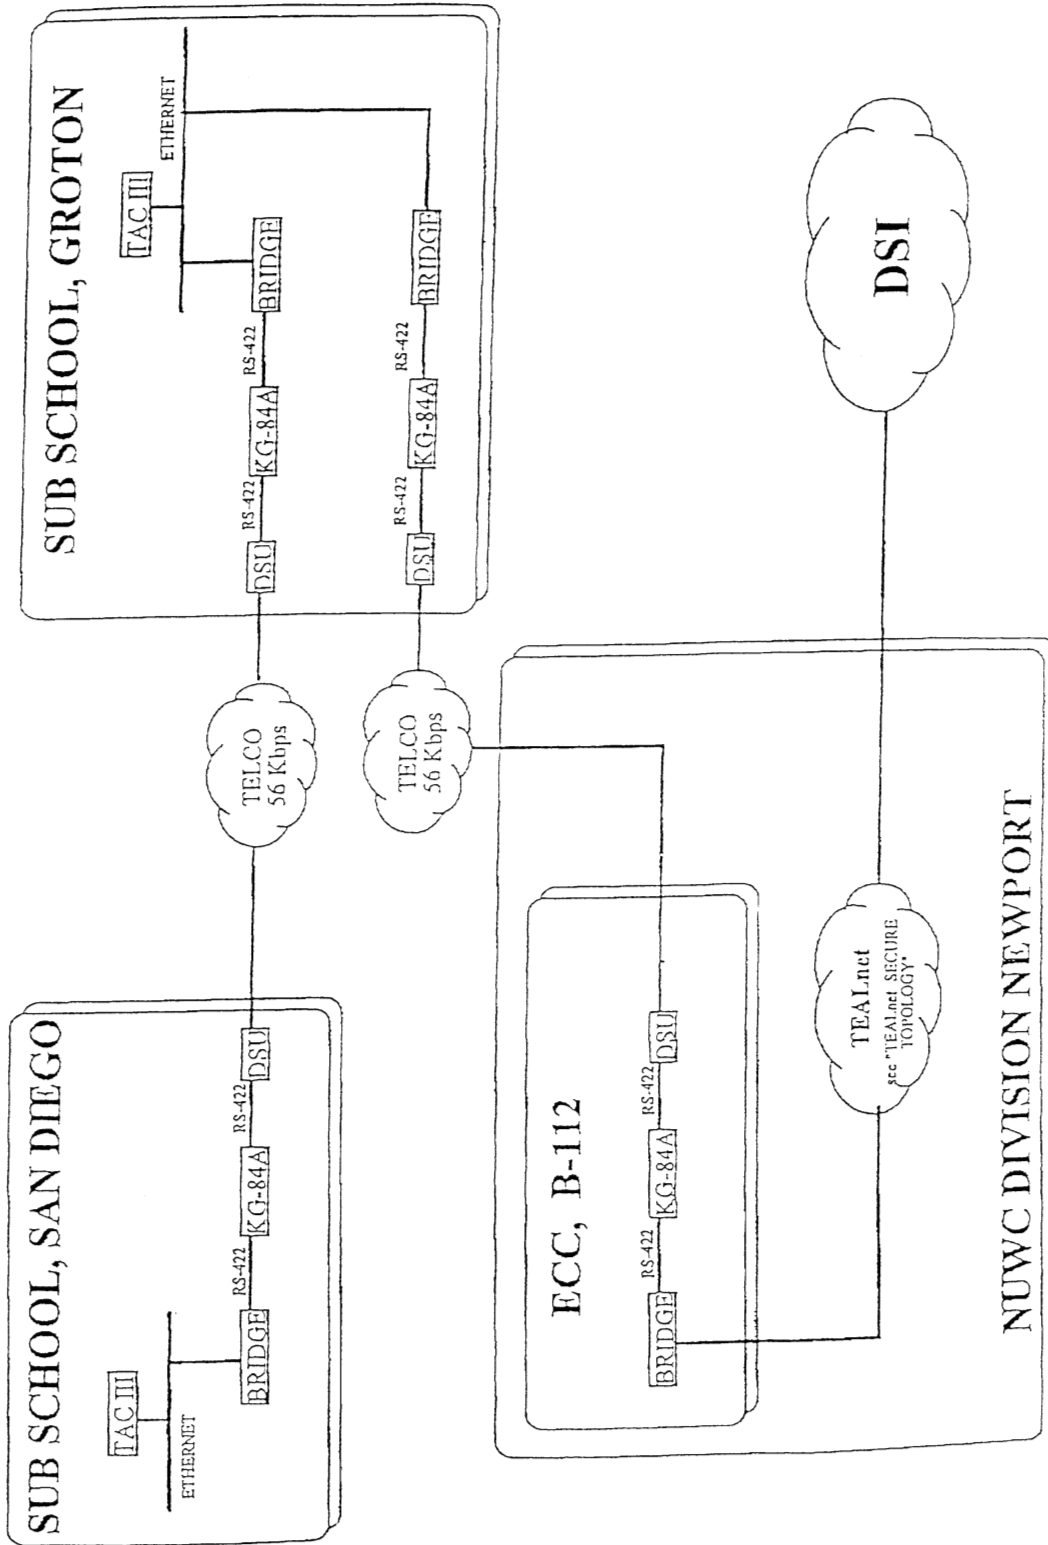 SUB SCHOOL, SAN DIEGO
TAC III
ETHERNET
BRIDGE
RS-422
KG-84A
RS-422
DSU
TELCO
56 Kbps
SUB SCHOOL, GROTON
TAC III
ETHERNET
DSU
RS-422
KG-84A
RS-422
BRIDGE
DSU
RS-422
KG-84A
RS-422
BRIDGE
TELCO
56 Kbps
ECC, B-112
BRIDGE
RS-422
KG-84A
RS-422
DSU
TEALnet
see "TEALnet SECURE
TOPOLOGY"
NUWC DIVISION NEWPORT
DSI